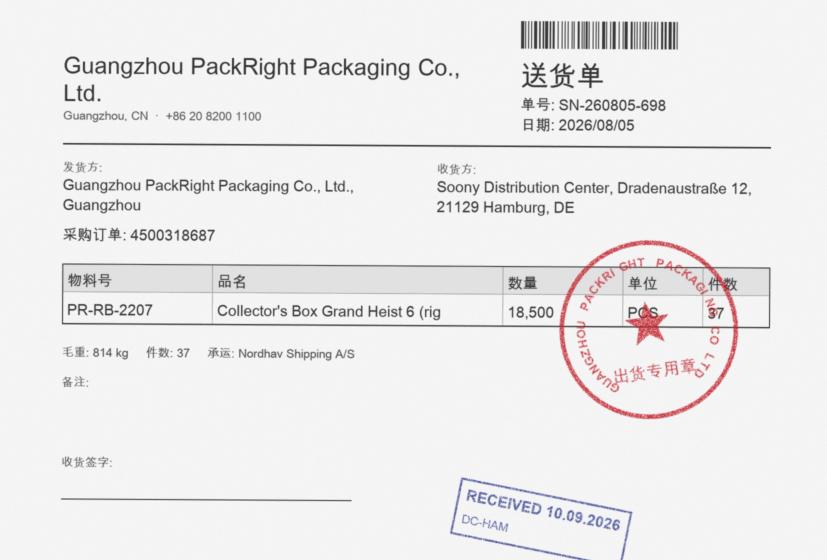 Guangzhou PackRight Packaging Co.,
Ltd.
Guangzhou, CN · +86 20 8200 1100
送货单
单号: SN-260805-698
日期: 2026/08/05
发货方:
Guangzhou PackRight Packaging Co., Ltd.,
Guangzhou
收货方:
Soony Distribution Center, Dradenaustraße 12,
21129 Hamburg, DE
采购订单: 4500318687
物料号 品名 数量 单位 件数
PR-RB-2207 Collector's Box Grand Heist 6 (rig 18,500 PCS 37
GUANGZHOU PACKRIGHT PACKAGING CO LTD
出货专用章
毛重: 814 kg 件数: 37 承运: Nordhav Shipping A/S
备注:
收货签字:
RECEIVED 10.09.2026
DC-HAM